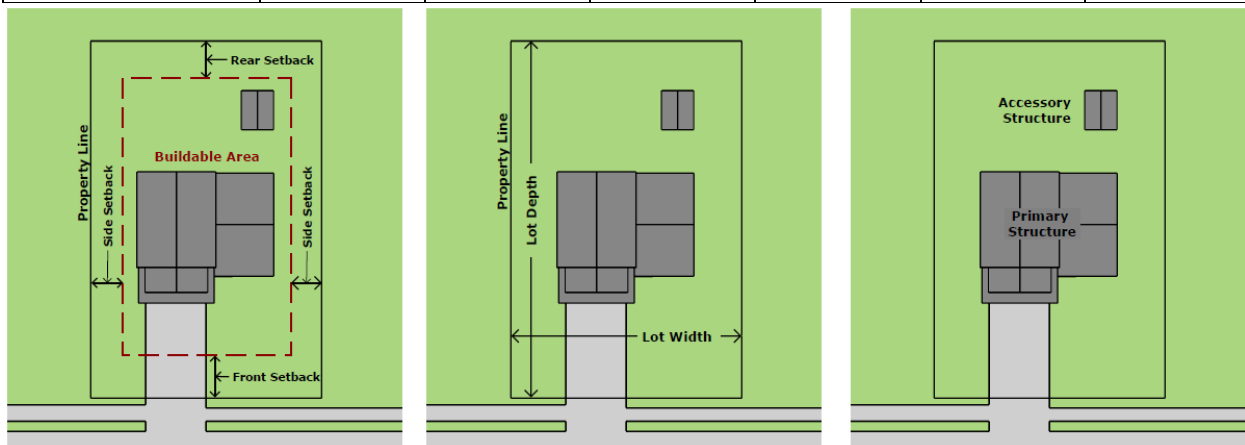 Rear Setback
Property Line
Buildable Area
Side Setback
Side Setback
Front Setback
Property Line
Lot Depth
Lot Width
Accessory
Structure
Primary
Structure